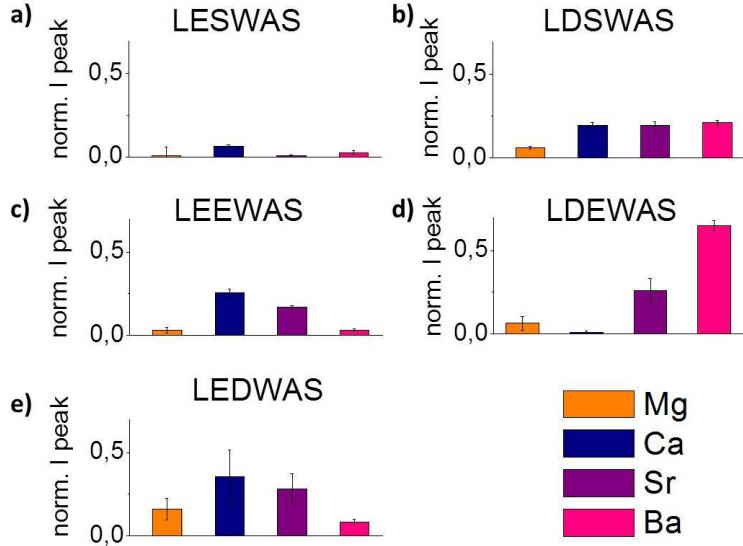 a) LESWAS
norm. I peak
0,5
0,0
b) LDSWAS
norm. I peak
0,5
0,0
c) LEEWAS
norm. I peak
0,5
0,0
d) LDEWAS
norm. I peak
0,5
0,0
e) LEDWAS
norm. I peak
0,5
0,0
Mg
Ca
Sr
Ba